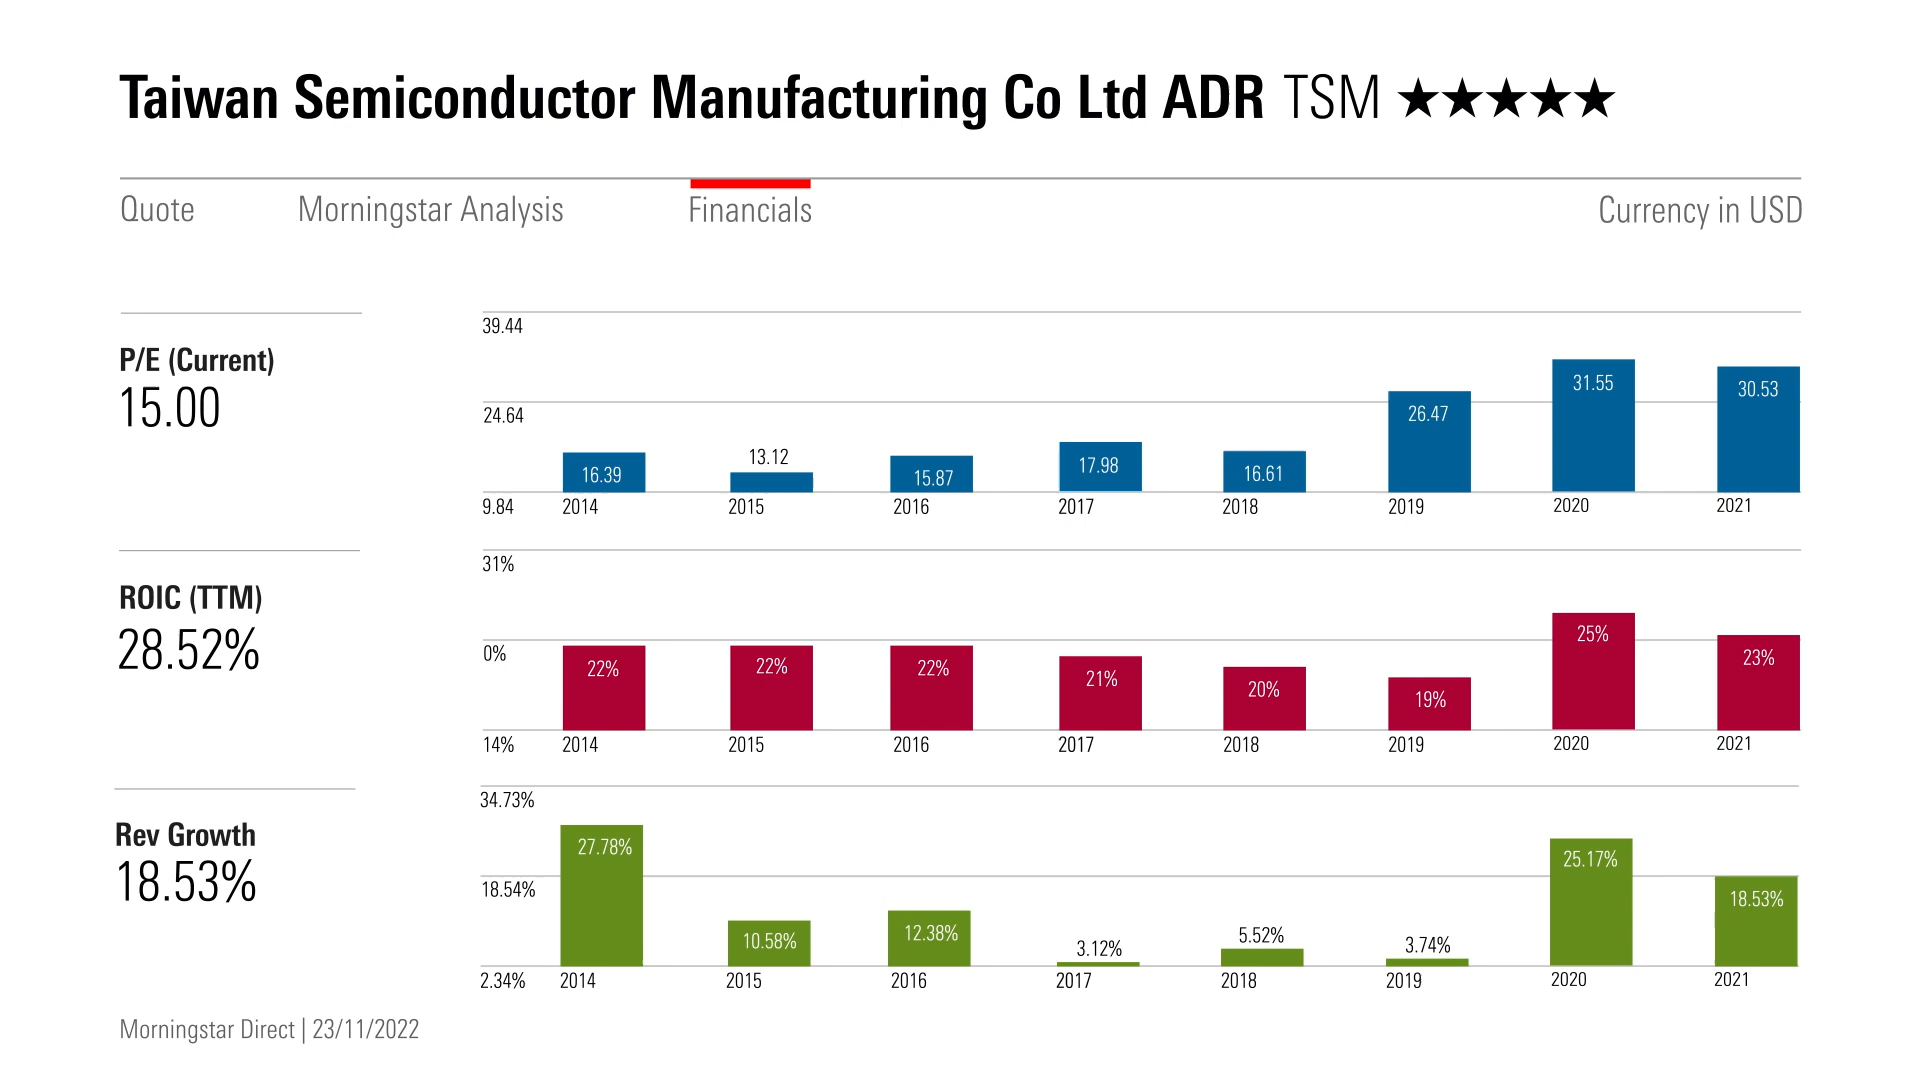 Taiwan Semiconductor Manufacturing Co Ltd ADR TSM ★★★★★
Quote Morningstar Analysis Financials Currency in USD
P/E (Current)
15.00
39.44
24.64
9.84
16.39 13.12 15.87 17.98 16.61 26.47 31.55 30.53
2014 2015 2016 2017 2018 2019 2020 2021
ROIC (TTM)
28.52%
31%
0%
14%
22% 22% 22% 21% 20% 19% 25% 23%
2014 2015 2016 2017 2018 2019 2020 2021
Rev Growth
18.53%
34.73%
18.54%
2.34%
27.78% 10.58% 12.38% 3.12% 5.52% 3.74% 25.17% 18.53%
2014 2015 2016 2017 2018 2019 2020 2021
Morningstar Direct | 23/11/2022